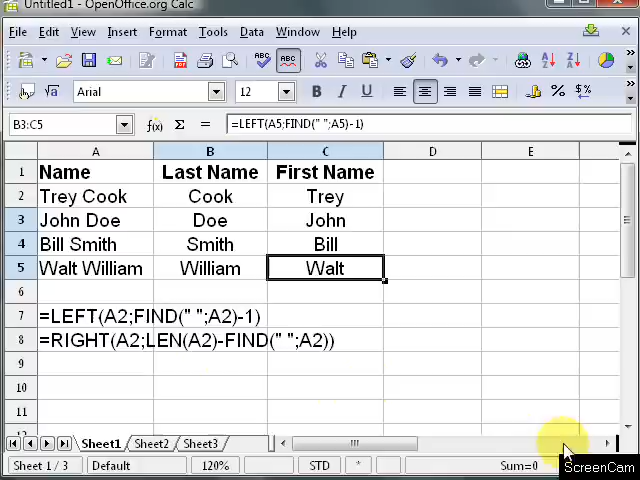 Untitled1 - OpenOffice.org Calc
File Edit View Insert Format Tools Data Window Help
Arial 12 B I U % $%
B3:C5 f(x) Σ = =LEFT(A5;FIND(" ";A5)-1)
A B C D E
1 Name Last Name First Name
2 Trey Cook Cook Trey
3 John Doe Doe John
4 Bill Smith Smith Bill
5 Walt William William Walt
6
7 =LEFT(A2;FIND(" ";A2)-1)
8 =RIGHT(A2;LEN(A2)-FIND(" ";A2))
9
10
11
Sheet1 Sheet2 Sheet3
Sheet 1 / 3 Default 120% STD * Sum=0
ScreenCam